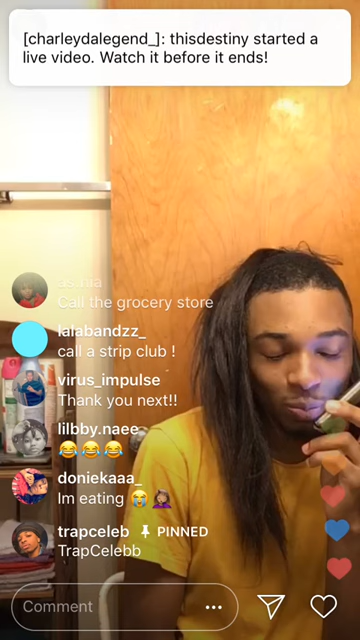 [charleydalegend_]: thisdestiny started a
live video. Watch it before it ends!
Call the grocery store
lalabandzz_
call a strip club !
virus_impulse
Thank you next!!
lilbby.naee_
😂😂😂
doniekaaa_
Im eating 😭🤦🏾‍♀️
trapceleb 📌 PINNED
TrapCelebb
Comment